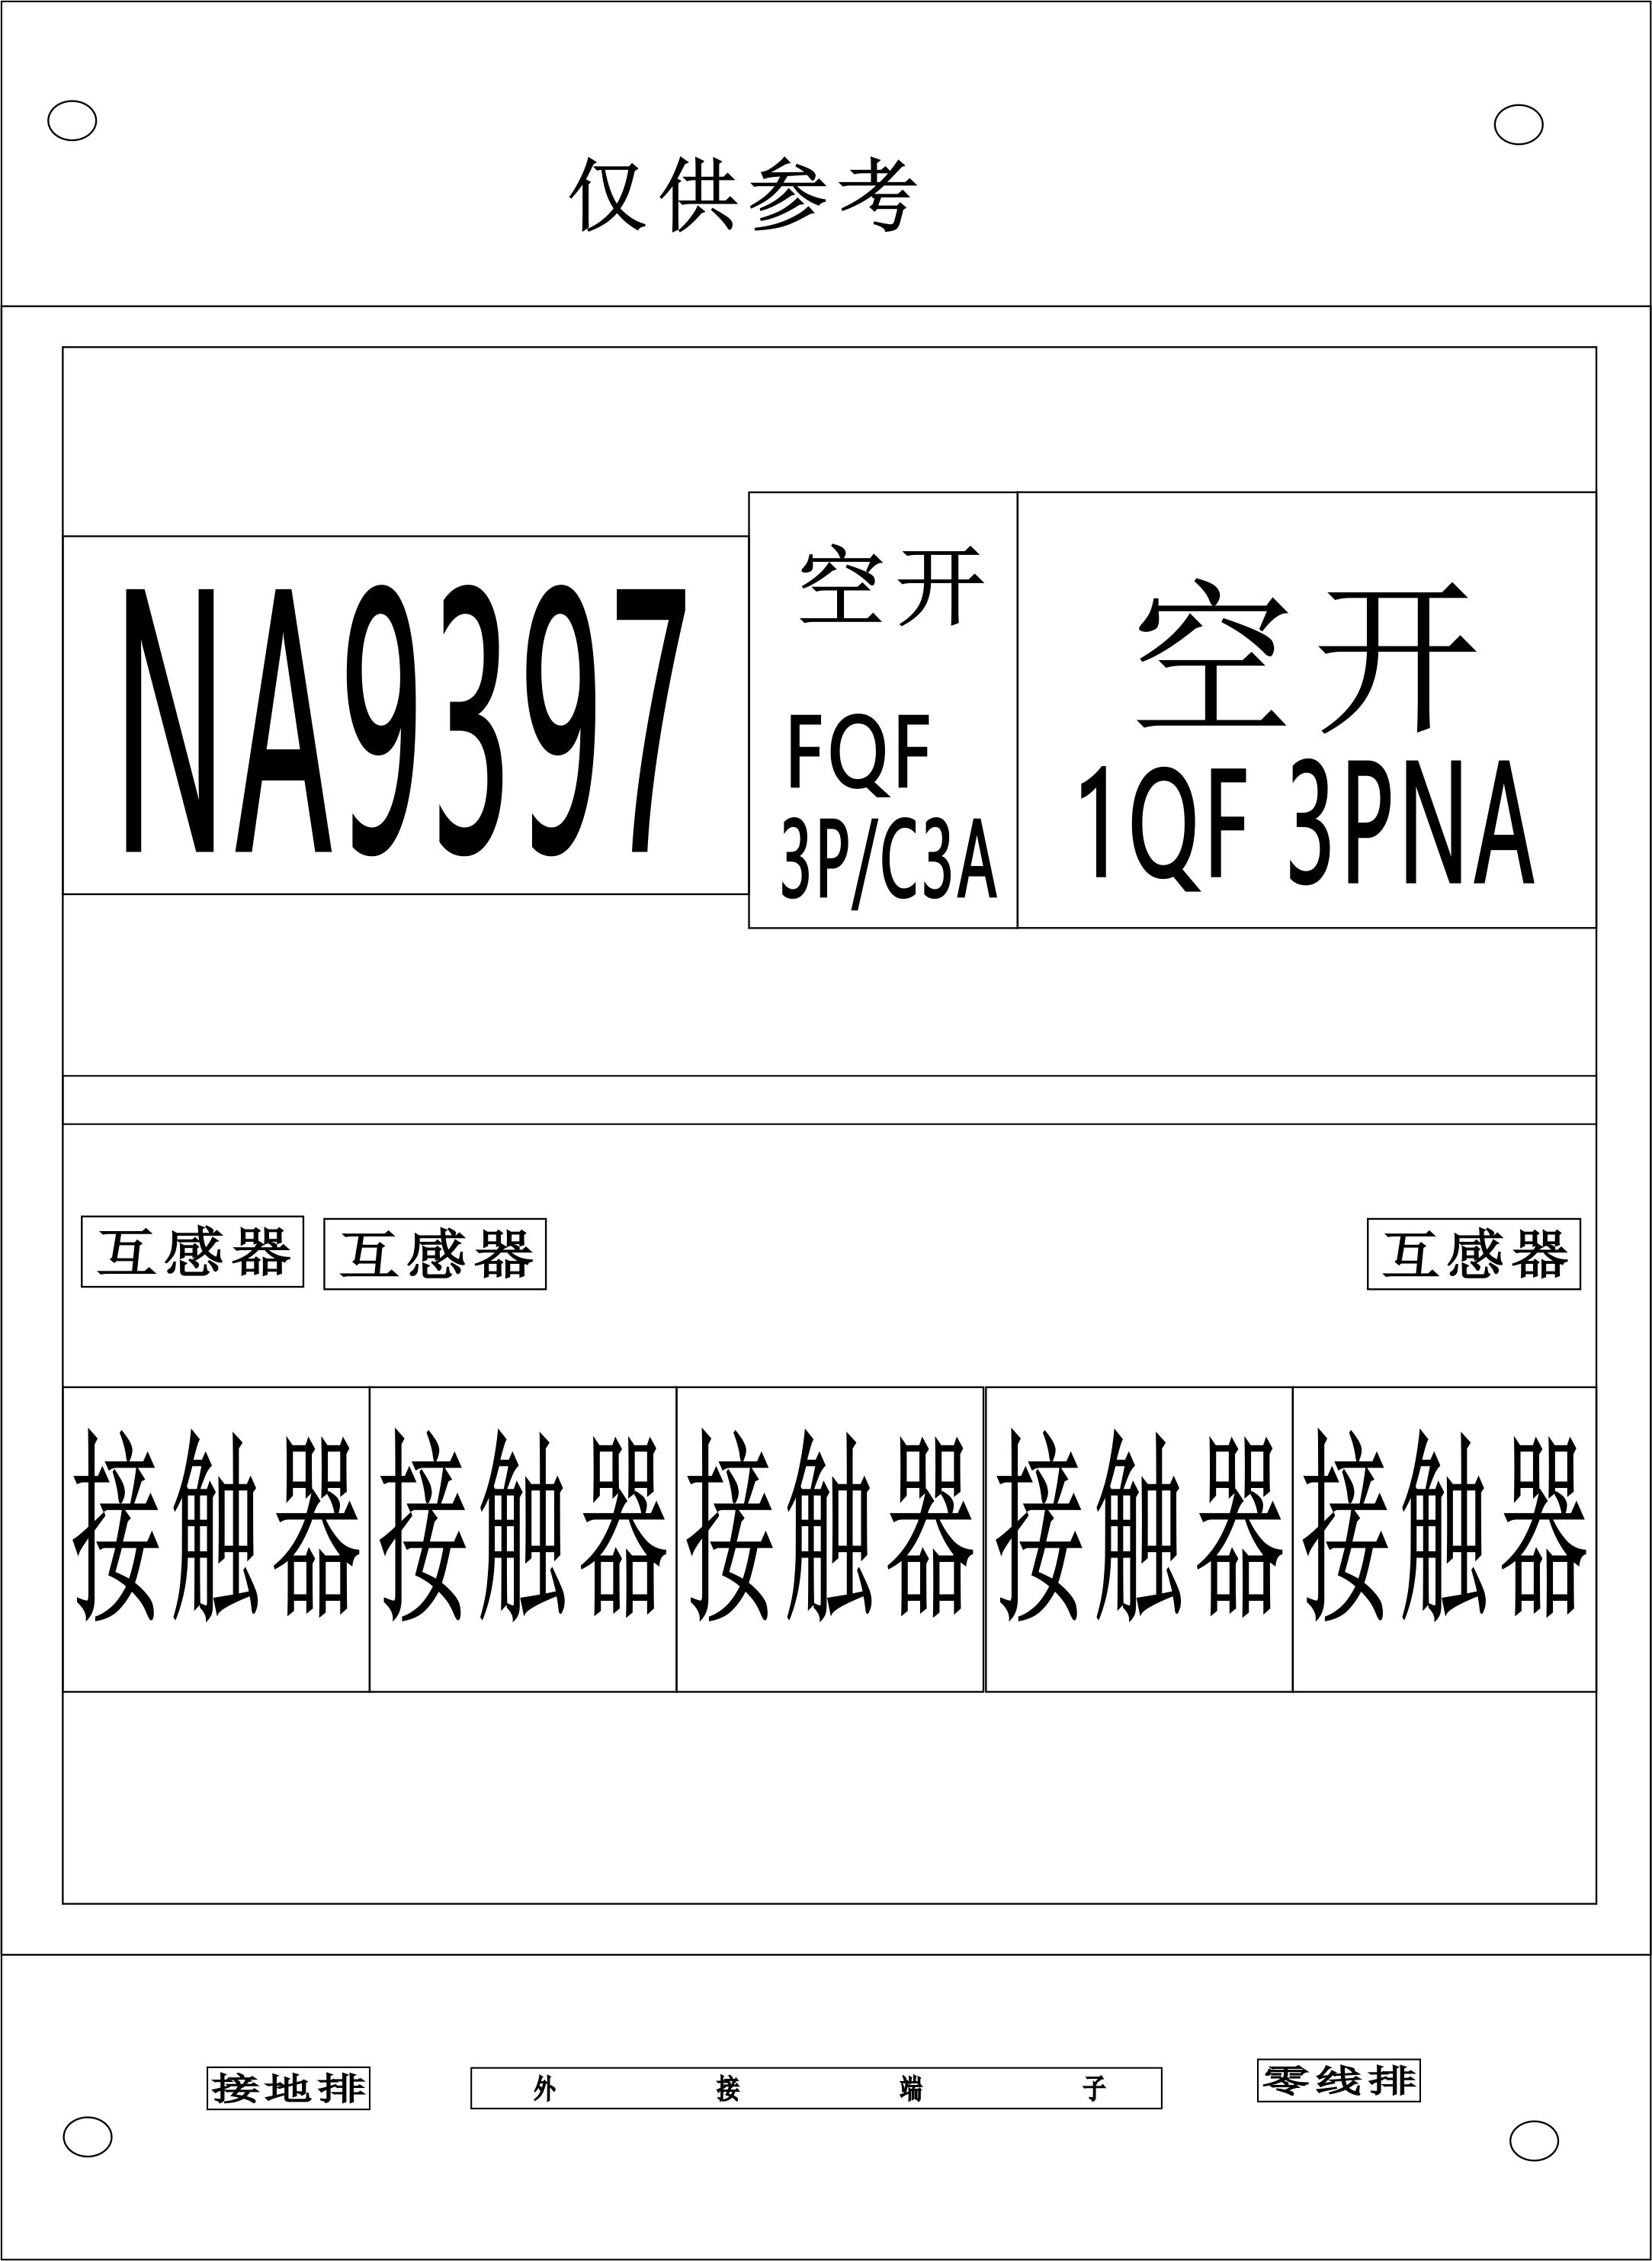 仅供参考
NA9397
空开
FQF
3P/C3A
空开
1QF 3PNA
互感器
互感器
互感器
接触器
接触器
接触器
接触器
接触器
接地排
外接端子
零线排